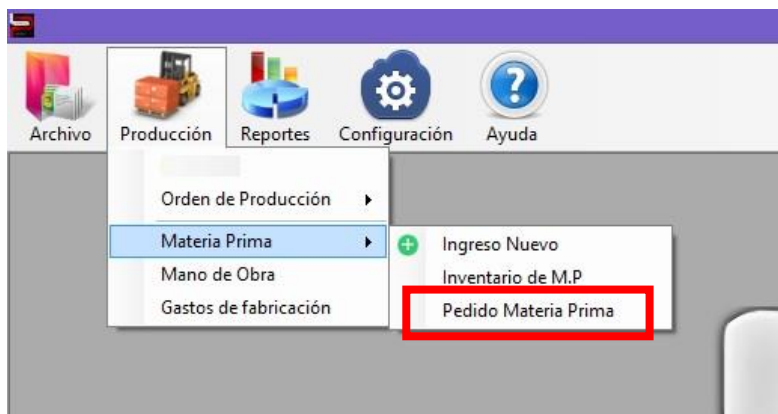 Archivo Producción Reportes Configuración Ayuda
Orden de Producción
Materia Prima
Mano de Obra
Gastos de fabricación
Ingreso Nuevo
Inventario de M.P
Pedido Materia Prima